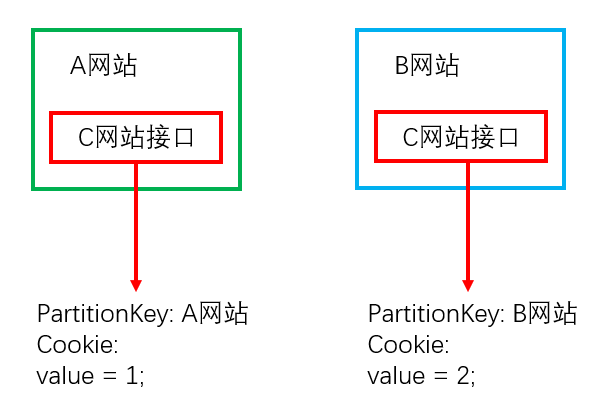 A网站
C网站接口
PartitionKey: A网站
Cookie:
value = 1;
B网站
C网站接口
PartitionKey: B网站
Cookie:
value = 2;